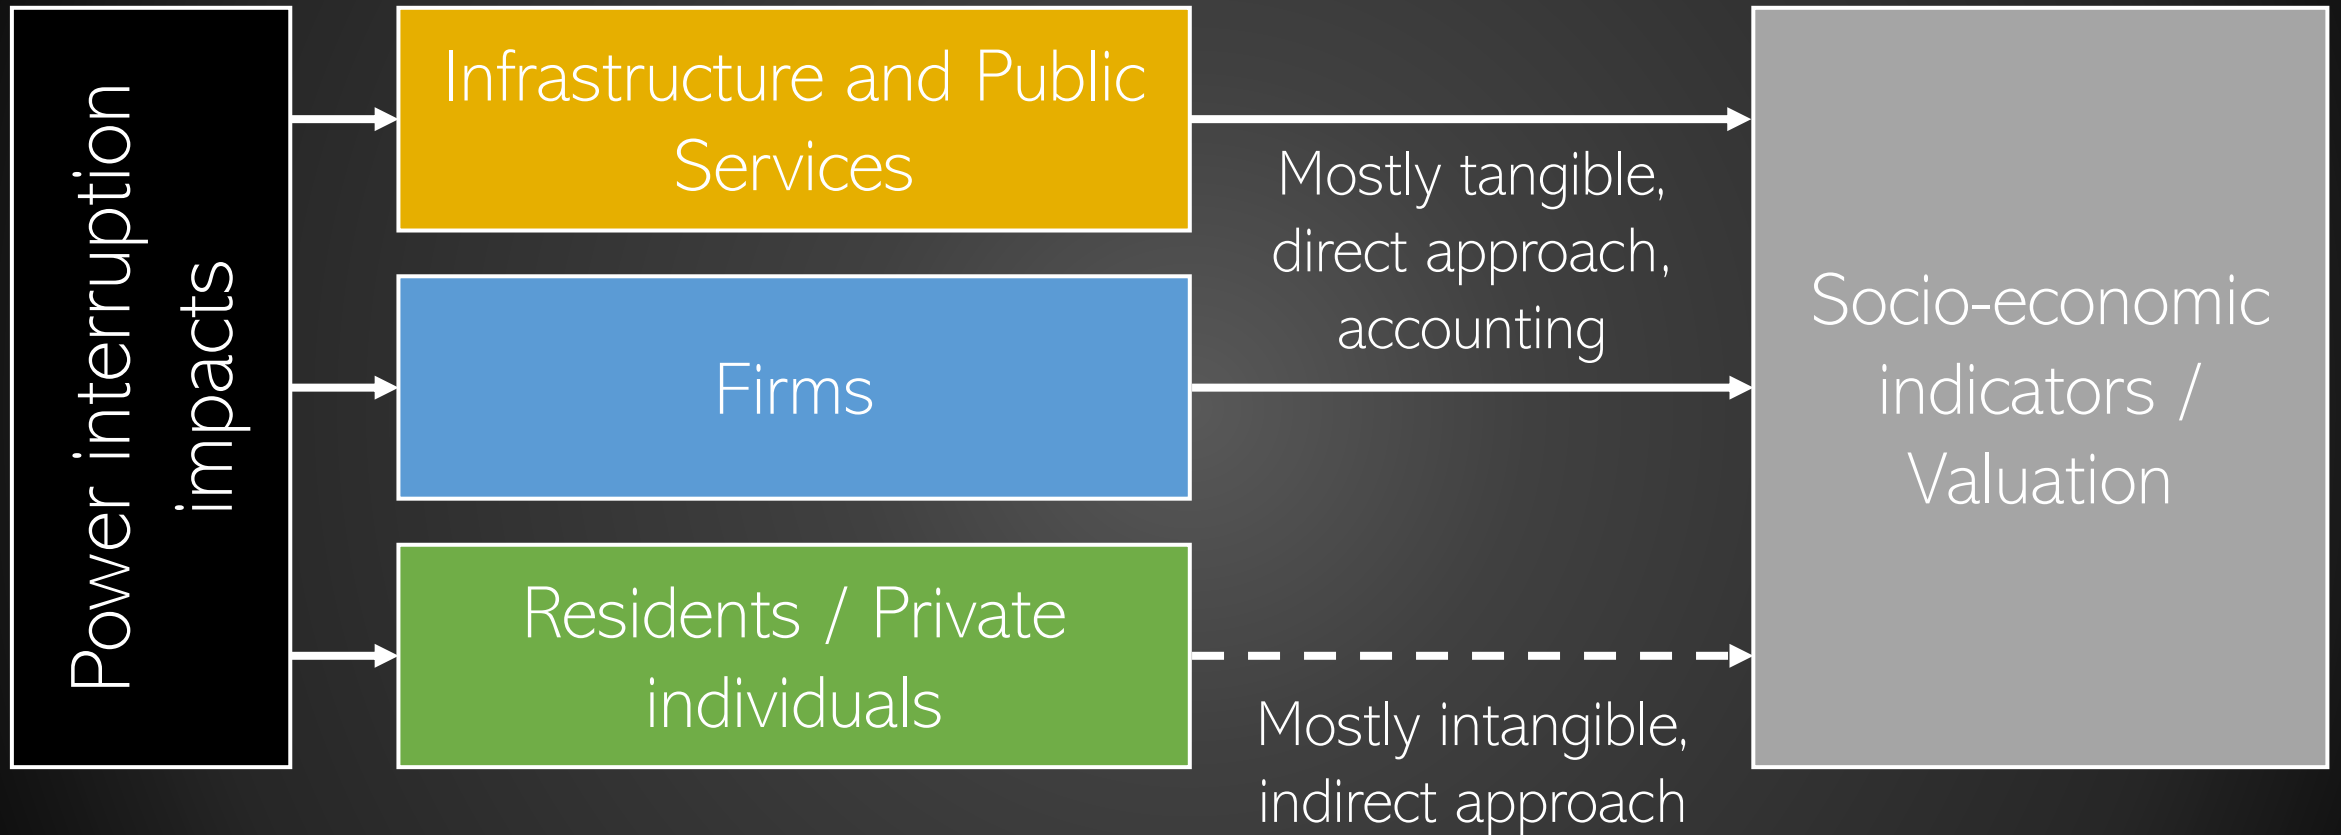 Power interruption
impacts
Infrastructure and Public
Services
Firms
Residents / Private
individuals
Mostly tangible,
direct approach,
accounting
Mostly intangible,
indirect approach
Socio-economic
indicators /
Valuation